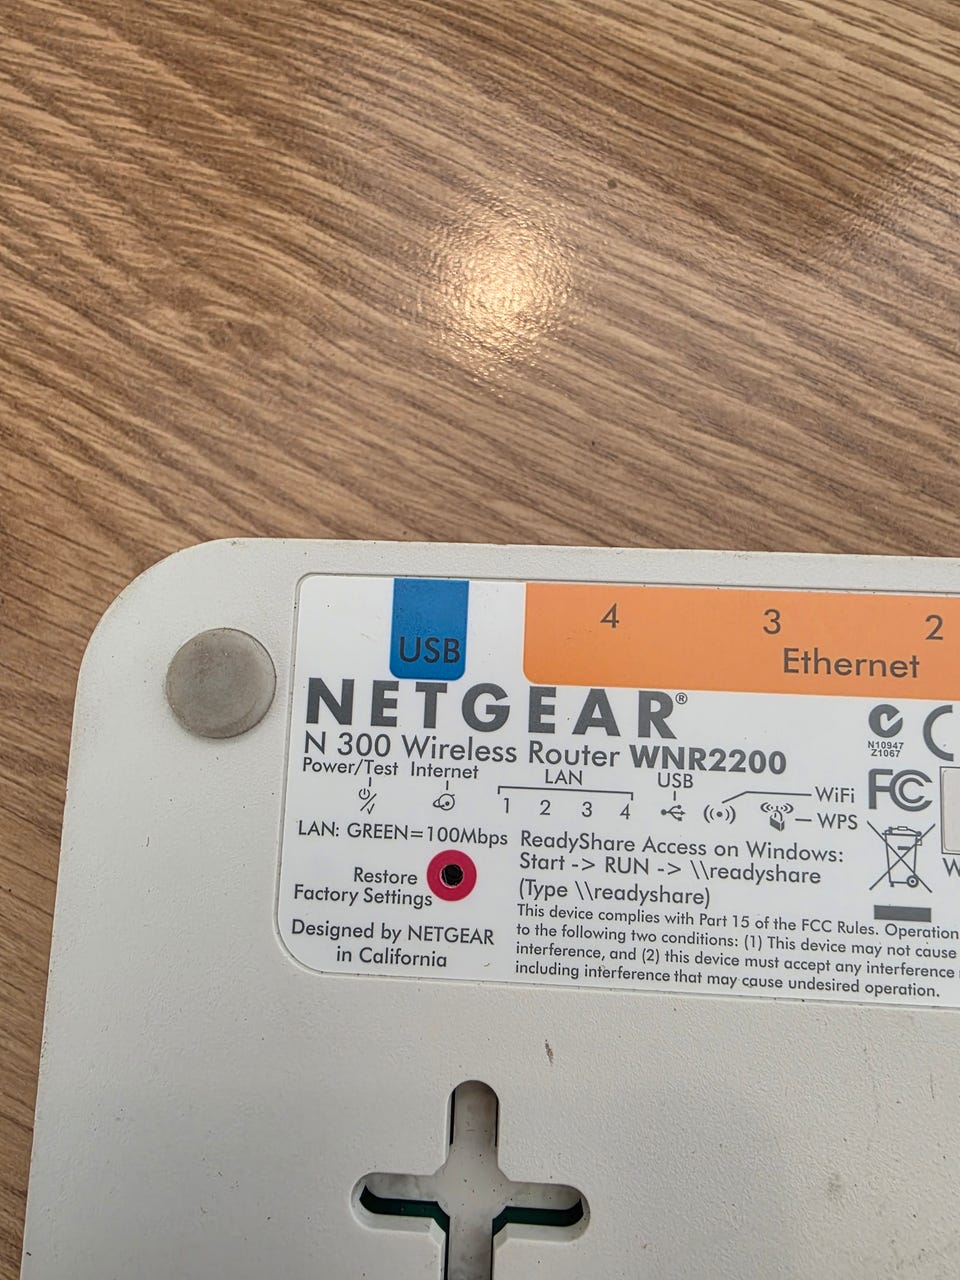 USB
4 3 2
Ethernet
NETGEAR®
N 300 Wireless Router WNR2200
N10947
Z1067
Power/Test Internet LAN USB
1 2 3 4
WiFi
WPS
FCC
LAN: GREEN=100Mbps
Restore
Factory Settings
Designed by NETGEAR
in California
ReadyShare Access on Windows:
Start -> RUN -> \\readyshare
(Type \\readyshare)
This device complies with Part 15 of the FCC Rules. Operation
to the following two conditions: (1) This device may not cause
interference, and (2) this device must accept any interference
including interference that may cause undesired operation.
W